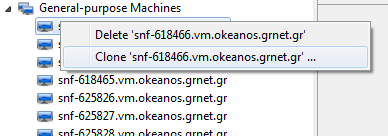 General-purpose Machines
Delete 'snf-618466.vm.okeanos.grnet.gr'
Clone 'snf-618466.vm.okeanos.grnet.gr' ...
snf-618465.vm.okeanos.grnet.gr
snf-625826.vm.okeanos.grnet.gr
snf-625827.vm.okeanos.grnet.gr
snf-625828.vm.okeanos.grnet.gr